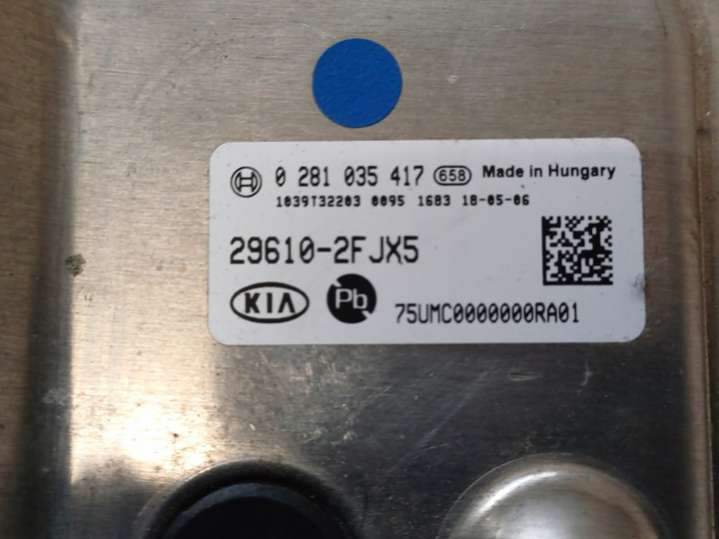 0 281 035 417 658 Made in Hungary
1039T32203 0095 1683 18-05-06
29610-2FJX5
KIA Pb 75UMC0000000RA01